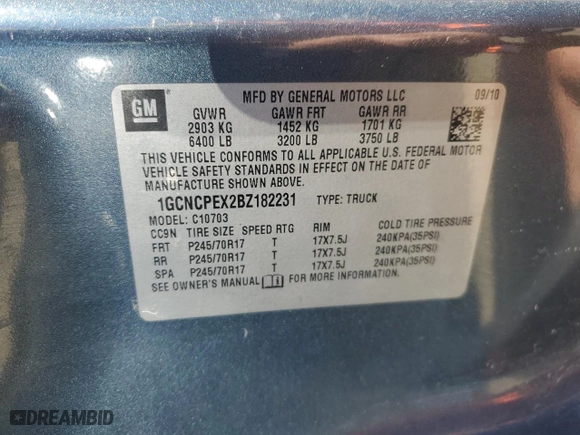 GM
MFD BY GENERAL MOTORS LLC 09/10
GVWR GAWR FRT GAWR RR
2903 KG 1452 KG 1701 KG
6400 LB 3200 LB 3750 LB
THIS VEHICLE CONFORMS TO ALL APPLICABLE U.S. FEDERAL MOTOR
VEHICLE SAFETY STANDARDS IN EFFECT ON THE DATE OF
MANUFACTURE SHOWN ABOVE.
1GCNCPEX2BZ182231 TYPE: TRUCK
MODEL: C10703
CC9N TIRE SIZE SPEED RTG RIM COLD TIRE PRESSURE
FRT P245/70R17 T 17X7.5J 240KPA(35PSI)
RR P245/70R17 T 17X7.5J 240KPA(35PSI)
SPA P245/70R17 T 17X7.5J 240KPA(35PSI)
SEE OWNER'S MANUAL FOR MORE INFORMATION.
DREAMBID